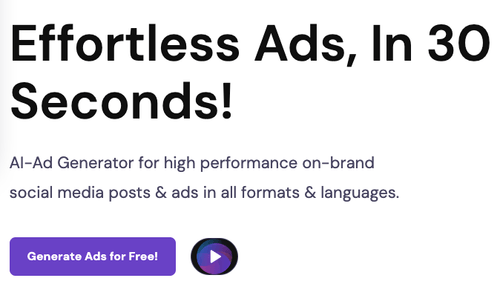 Effortless Ads, In 30
Seconds!
AI-Ad Generator for high performance on-brand
social media posts & ads in all formats & languages.
Generate Ads for Free!